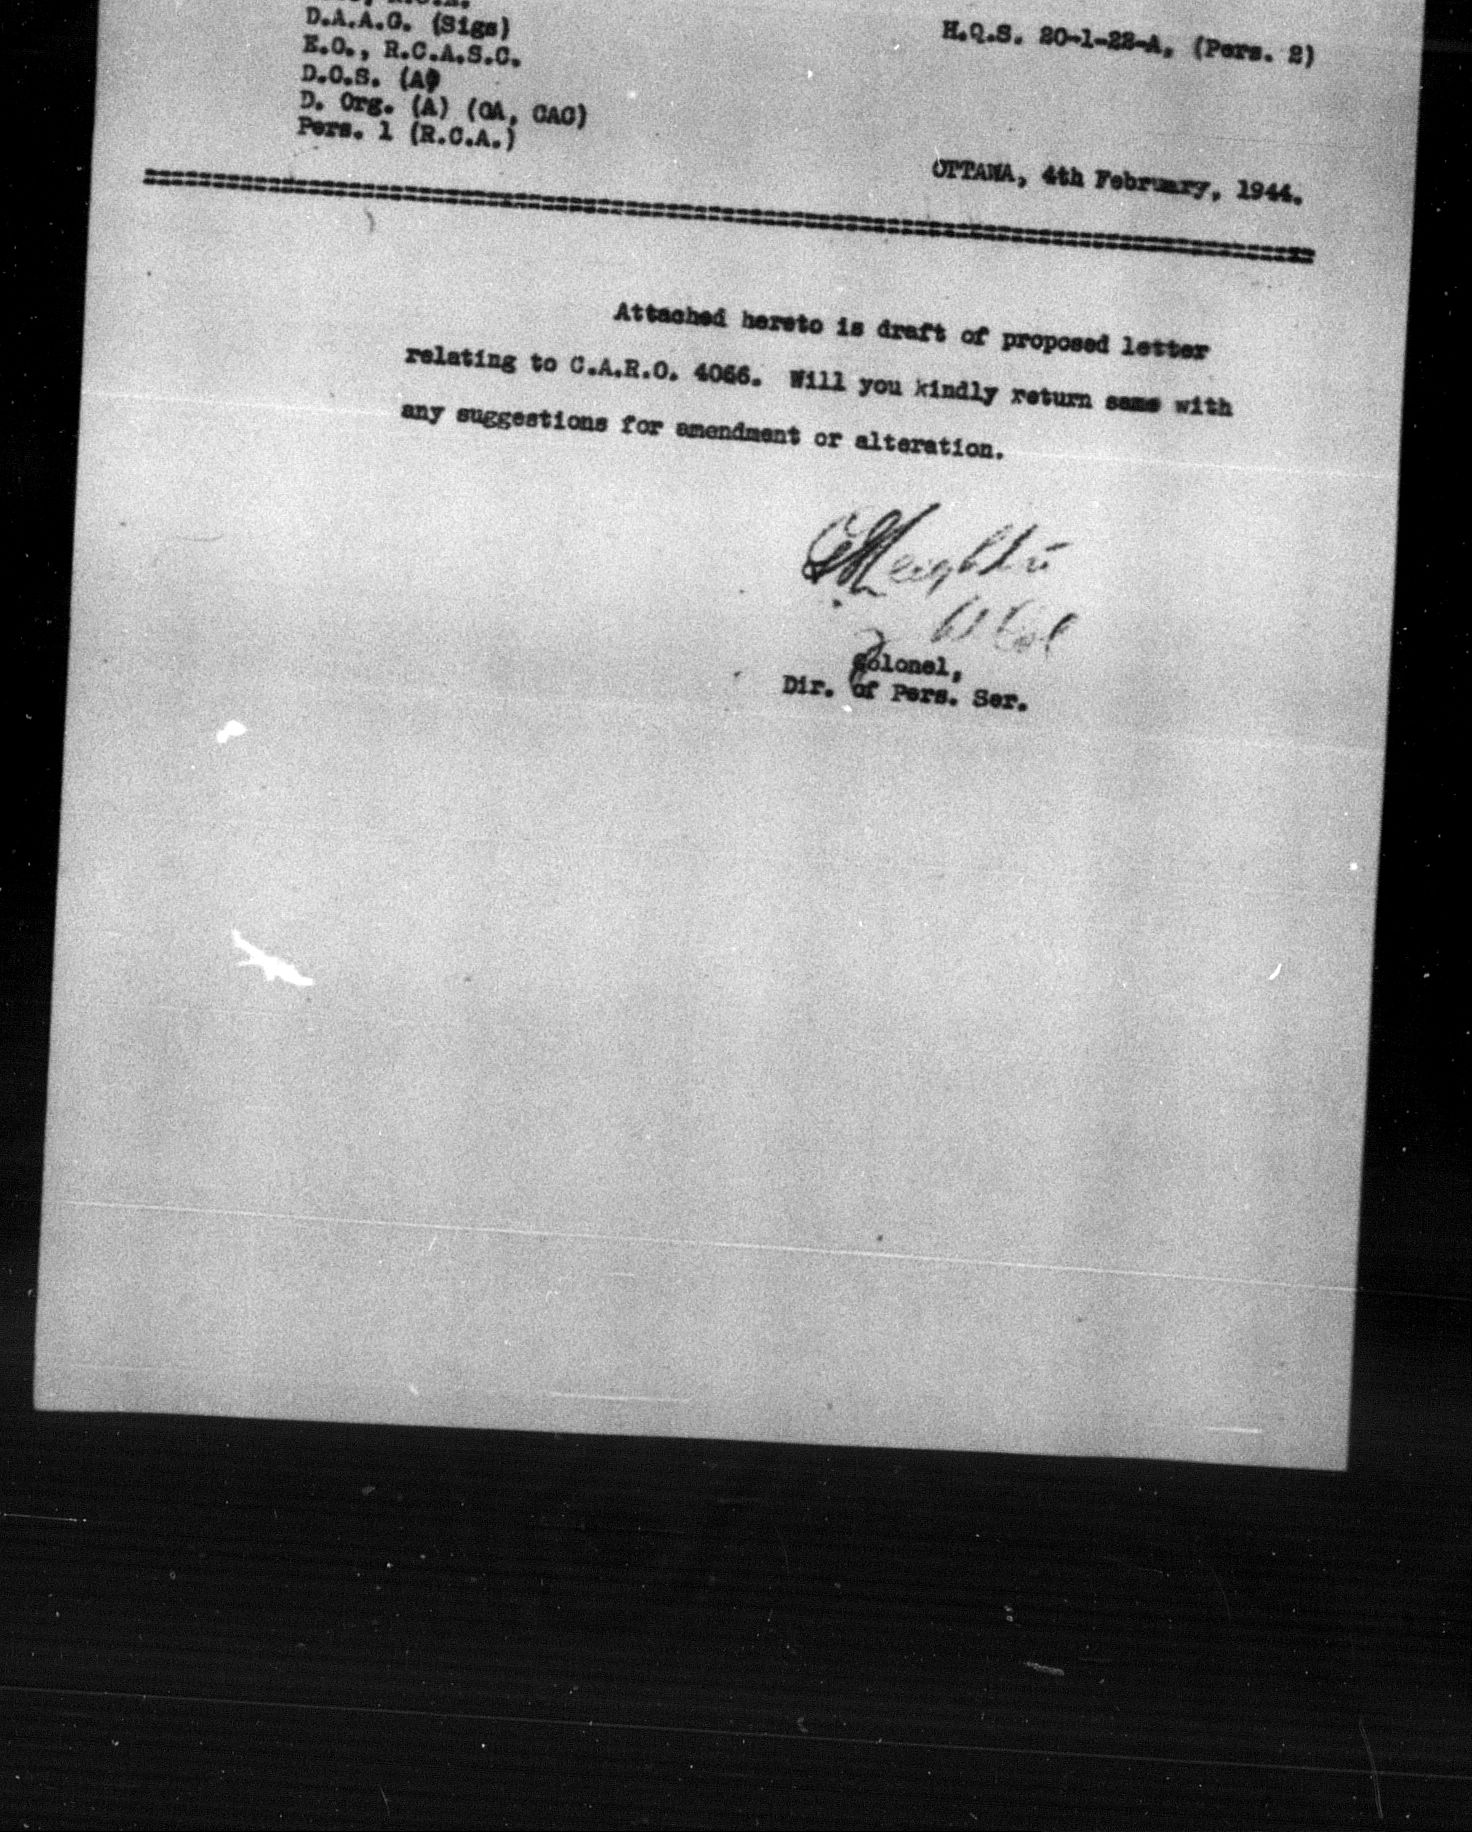 D.A.A.G. (Sigs)
E.O., R.C.A.S.C.
D.O.S. (A)
D. Org. (A) (OA, CAC)
Pers. 1 (R.C.A.)
H.Q.S. 20-1-22-A, (Pers. 2)
OTTAWA, 4th February, 1944.
Attached hereto is draft of proposed letter
relating to C.A.R.O. 4066. Will you kindly return same with
any suggestions for amendment or alteration.
Colonel,
Dir. of Pers. Ser.